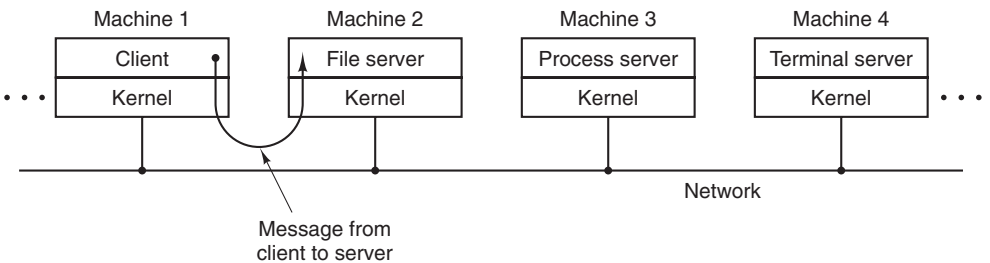 Machine 1
Machine 2
Machine 3
Machine 4
Client
File server
Process server
Terminal server
Kernel
Kernel
Kernel
Kernel
Network
Message from
client to server